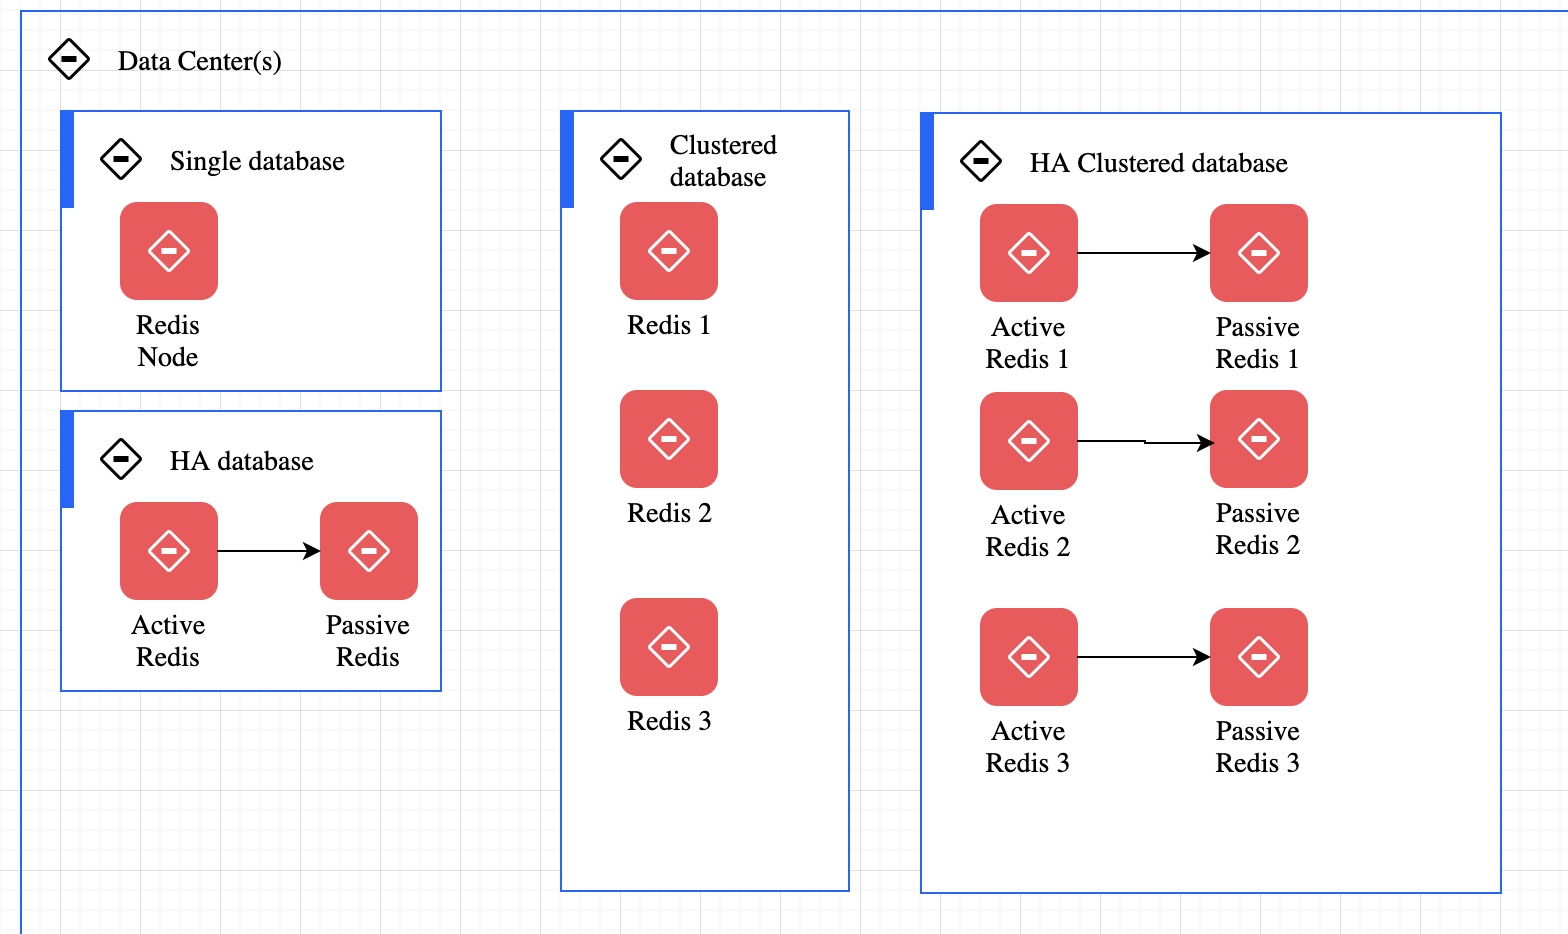 Data Center(s)
Single database
Redis
Node
HA database
Active
Redis
Passive
Redis
Clustered
database
Redis 1
Redis 2
Redis 3
HA Clustered database
Active
Redis 1
Passive
Redis 1
Active
Redis 2
Passive
Redis 2
Active
Redis 3
Passive
Redis 3